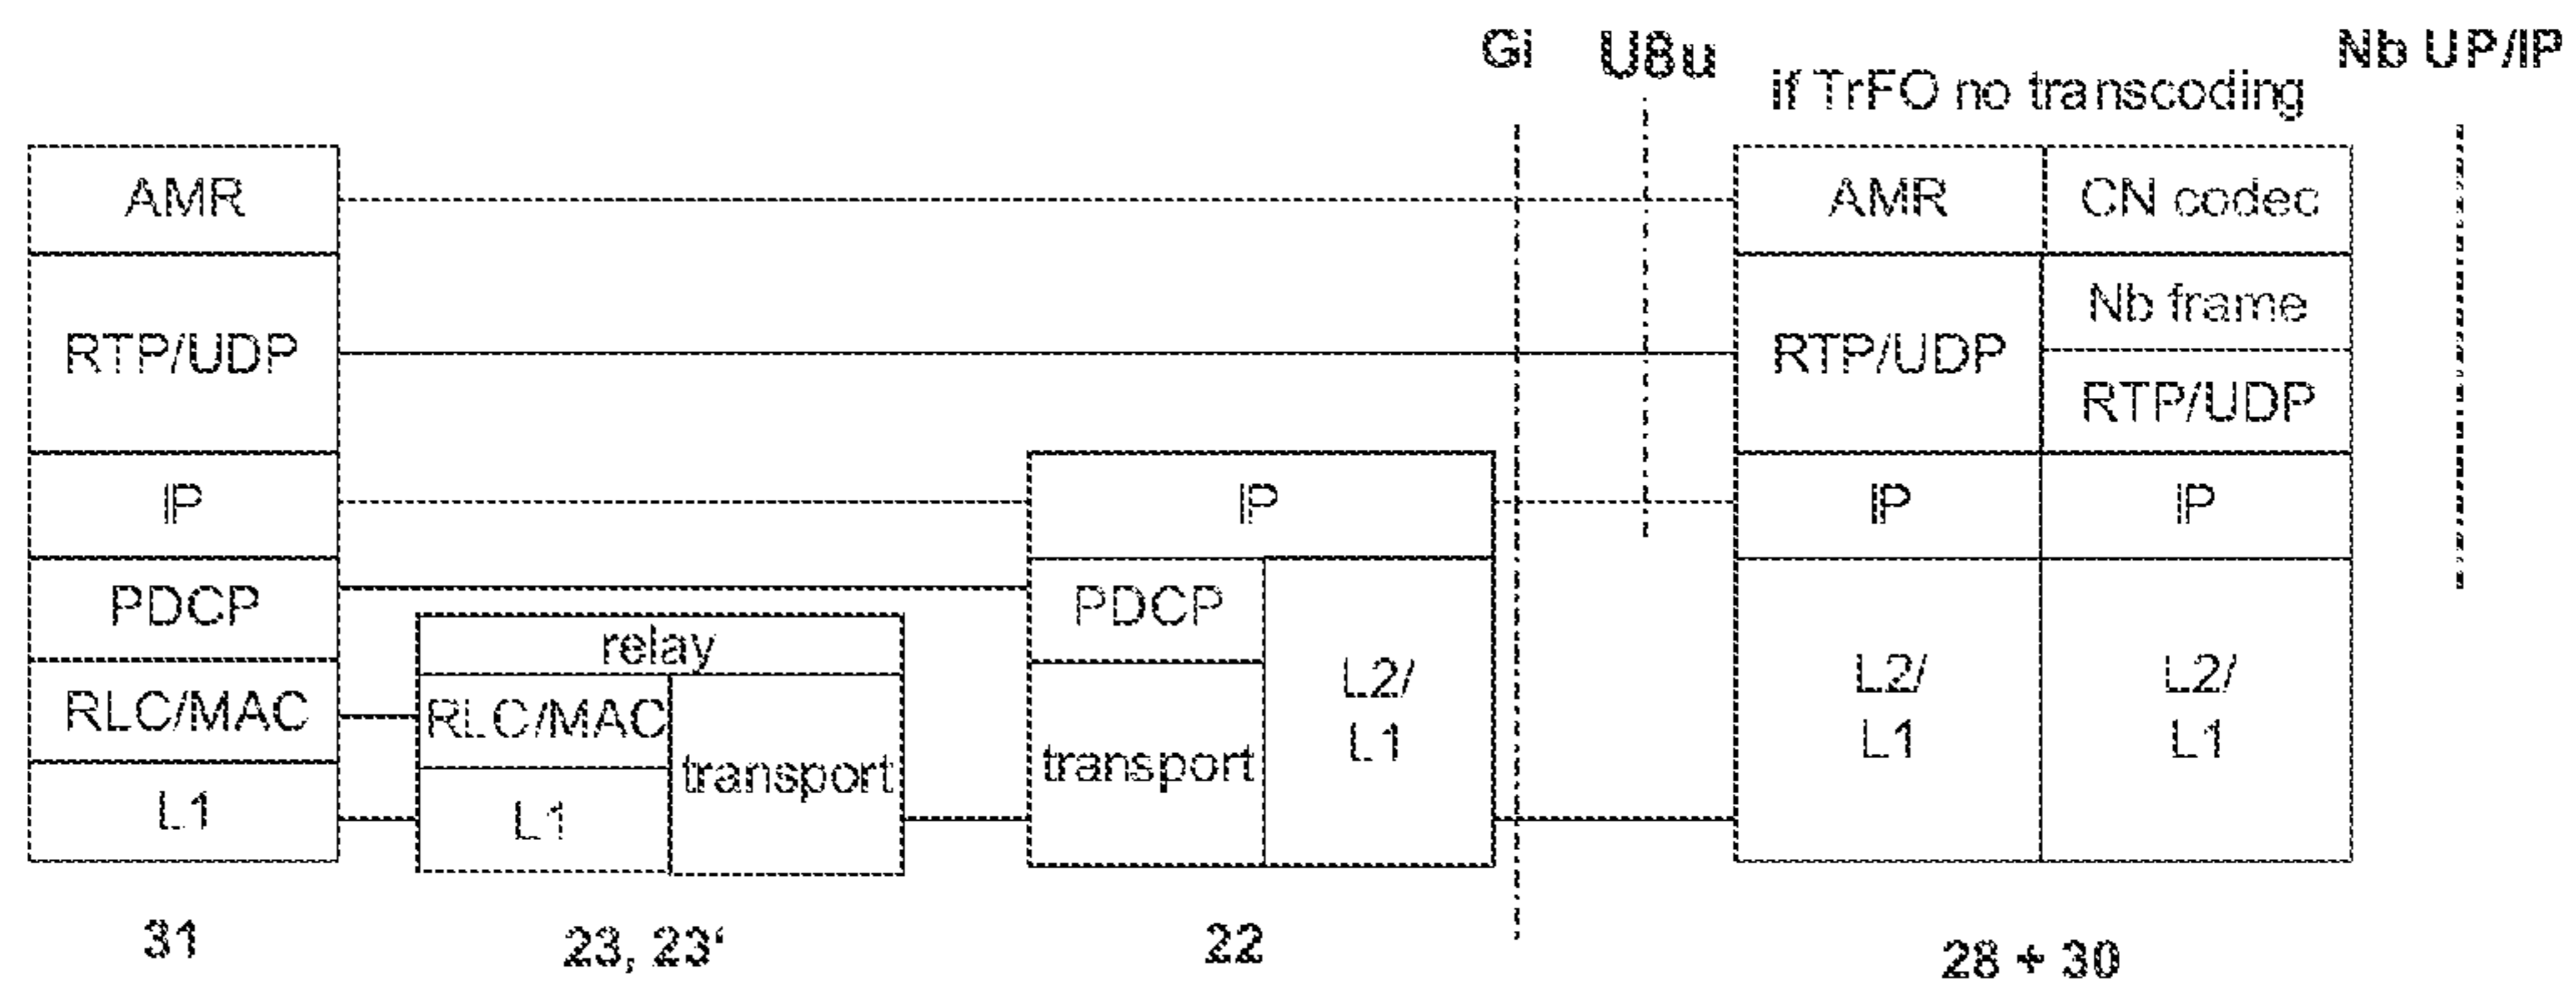 Gi
U8u
Nb UP/IP
if TrFO no transcoding
AMR
AMR
CN codec
RTP/UDP
RTP/UDP
Nb frame
RTP/UDP
IP
IP
IP
IP
PDCP
PDCP
relay
RLC/MAC
RLC/MAC
transport
transport
L2/
L1
L2/
L1
L2/
L1
L1
L1
31
23, 23‘
22
28 + 30